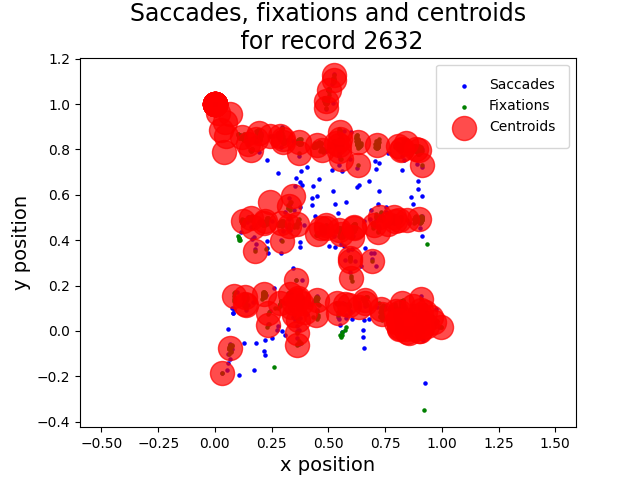 Saccades, fixations and centroids
for record 2632
Saccades
Fixations
Centroids
y position
1.2
1.0
0.8
0.6
0.4
0.2
0.0
−0.2
−0.4
−0.50
−0.25
0.00
0.25
0.50
0.75
1.00
1.25
1.50
x position